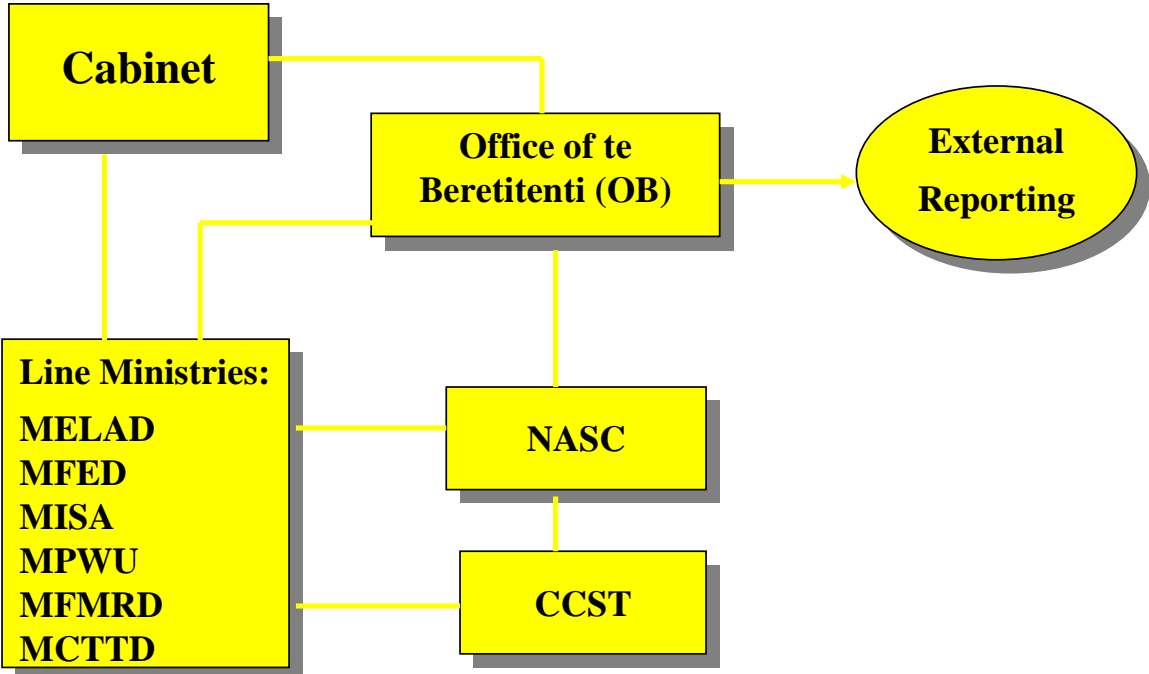 Cabinet
Office of te
Beretitenti (OB)
External
Reporting
Line Ministries:
MELAD
MFED
MISA
MPWU
MFMRD
MCTTD
NASC
CCST